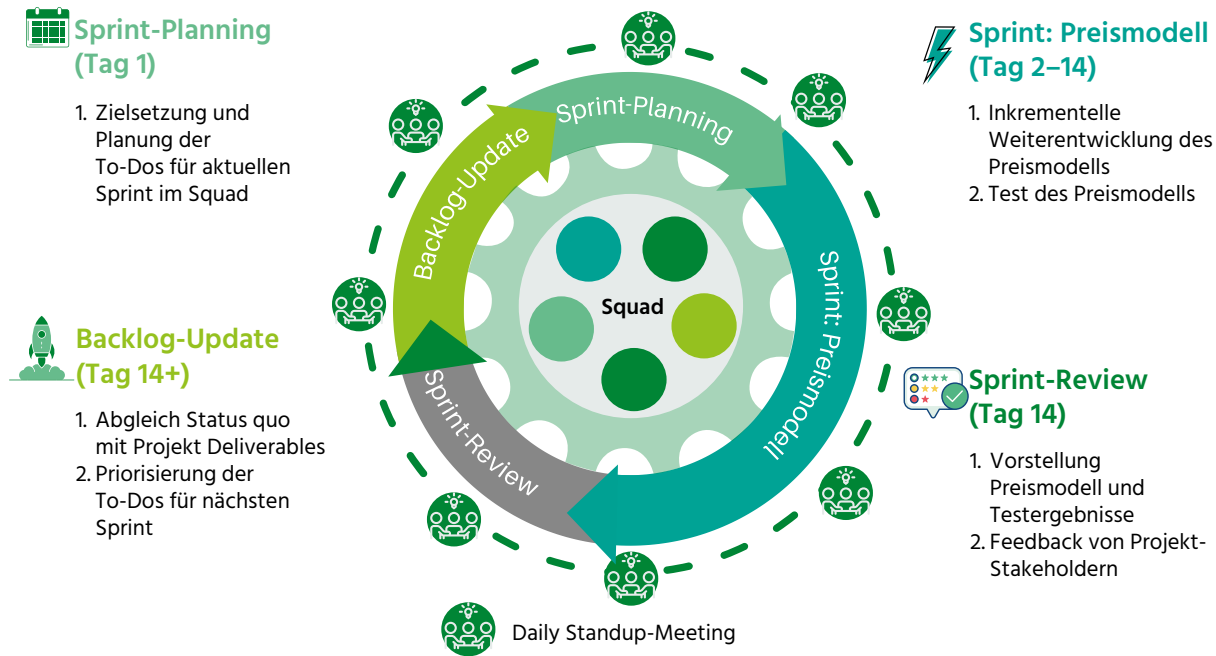 Sprint-Planning
(Tag 1)
1. Zielsetzung und
Planung der
To-Dos für aktuellen
Sprint im Squad
Backlog-Update
(Tag 14+)
1. Abgleich Status quo
mit Projekt Deliverables
2. Priorisierung der
To-Dos für nächsten
Sprint
Sprint-Planning
Backlog-Update
Squad
Sprint: Preismodell
Sprint-Review
Daily Standup-Meeting
Sprint: Preismodell
(Tag 2–14)
1. Inkrementelle
Weiterentwicklung des
Preismodells
2. Test des Preismodells
Sprint-Review
(Tag 14)
1. Vorstellung
Preismodell und
Testergebnisse
2. Feedback von Projekt-
Stakeholdern